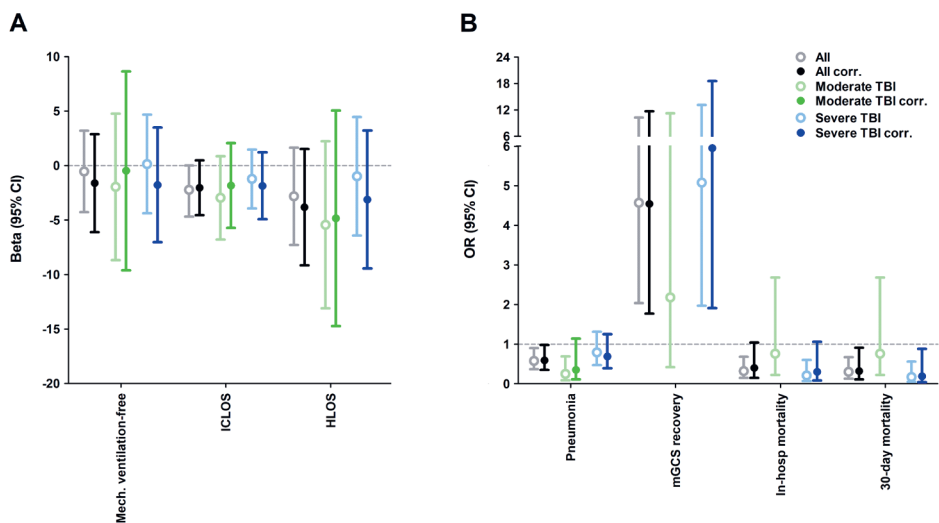 A
Beta (95% CI)
10
5
0
-5
-10
-15
-20
Mech. ventilation-free
ICLOS
HLOS
B
OR (95% CI)
24
18
12
6
6
5
4
3
2
1
0
Pneumonia
mGCS recovery
In-hosp mortality
30-day mortality
All
All corr.
Moderate TBI
Moderate TBI corr.
Severe TBI
Severe TBI corr.